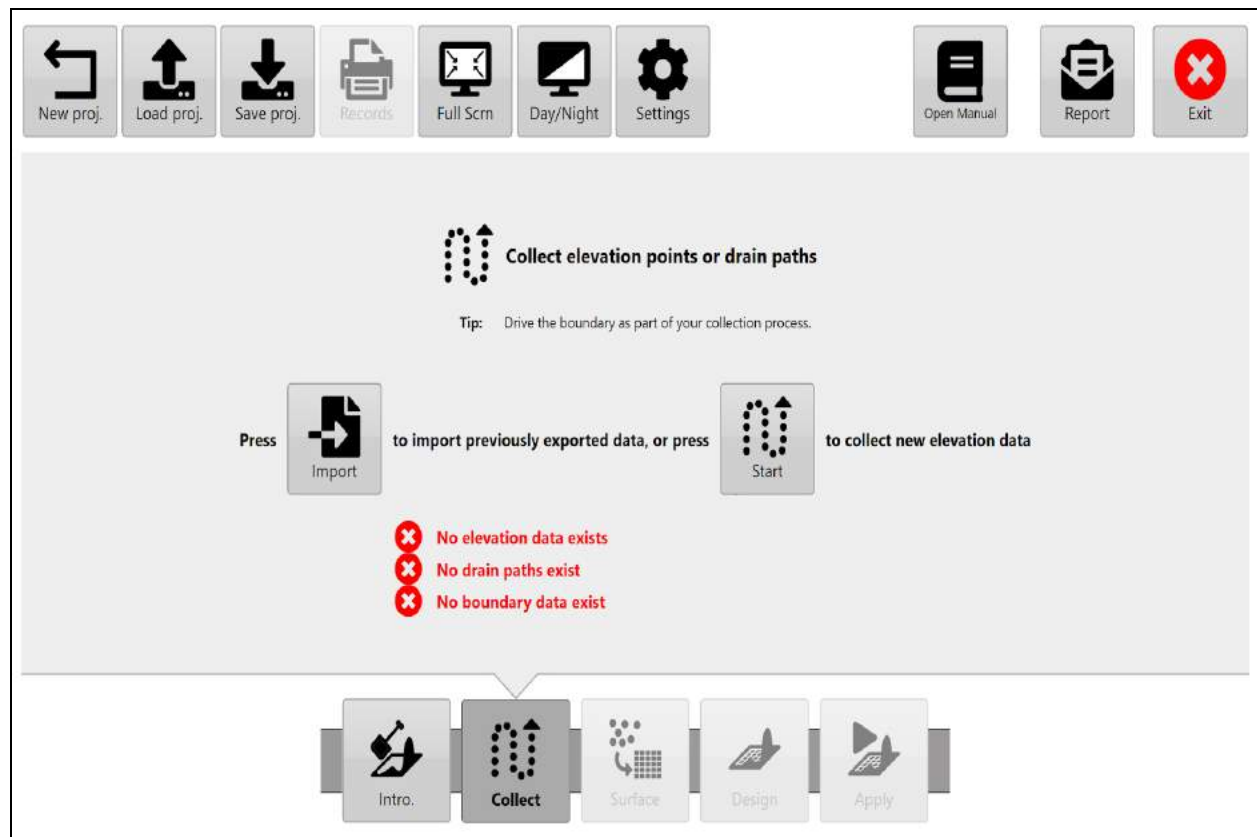 New proj.
Load proj.
Save proj.
Records
Full Scrn
Day/Night
Settings
Open Manual
Report
Exit
Collect elevation points or drain paths
Tip: Drive the boundary as part of your collection process.
Press Import to import previously exported data, or press Start to collect new elevation data
No elevation data exists
No drain paths exist
No boundary data exist
Intro.
Collect
Surface
Design
Apply